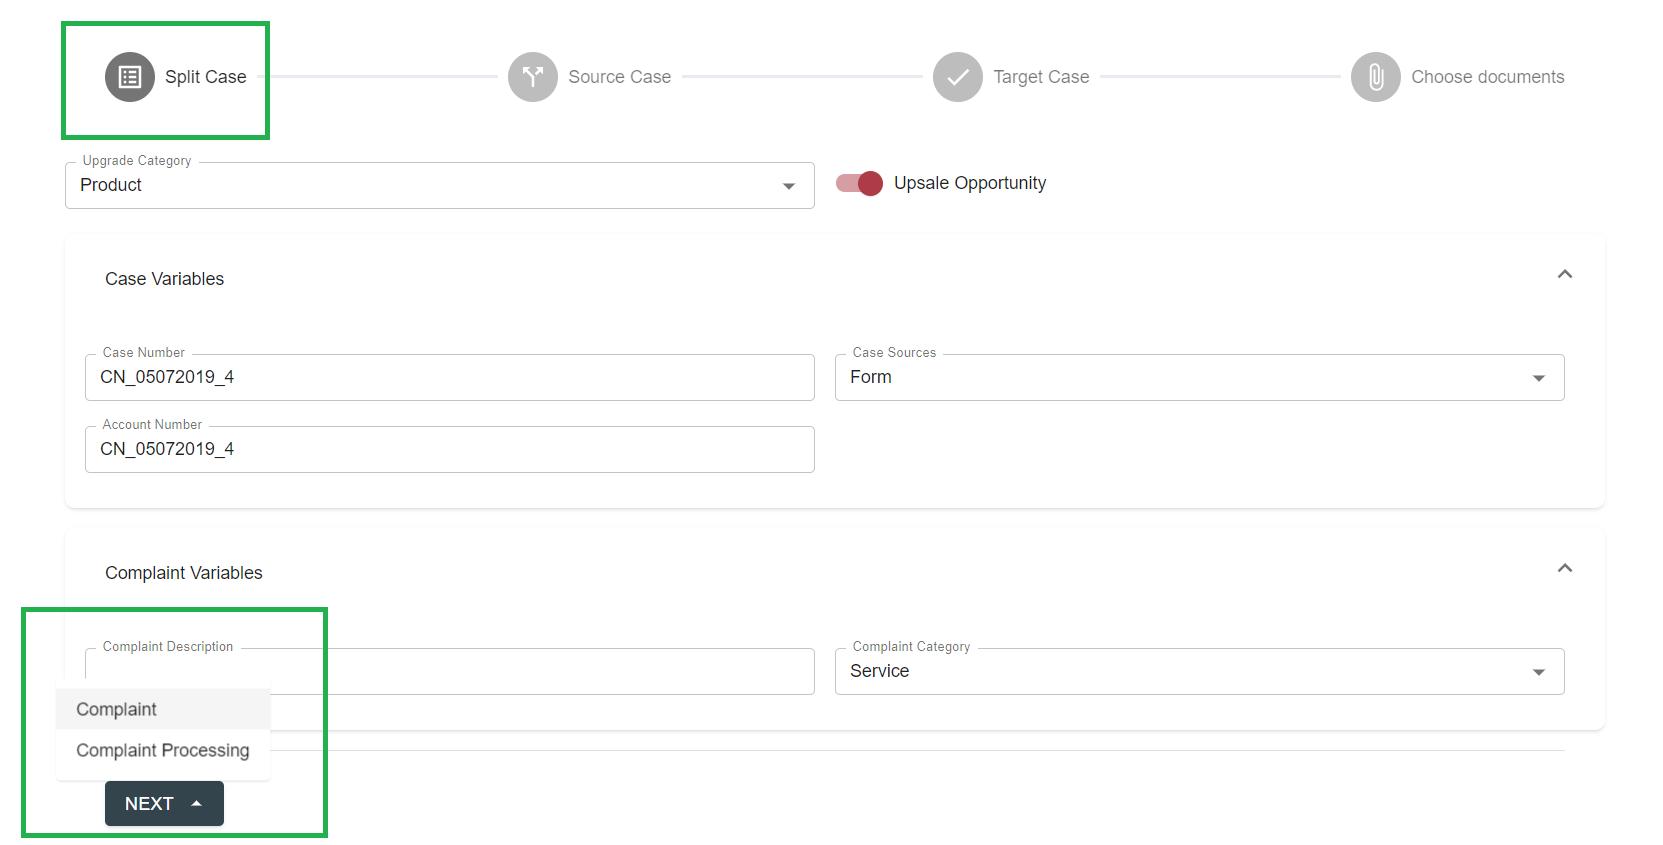 Split Case
Source Case
Target Case
Choose documents
Upgrade Category
Product
Upsale Opportunity
Case Variables
Case Number
CN_05072019_4
Case Sources
Form
Account Number
CN_05072019_4
Complaint Variables
Complaint Description
Complaint Category
Service
Complaint
Complaint Processing
NEXT